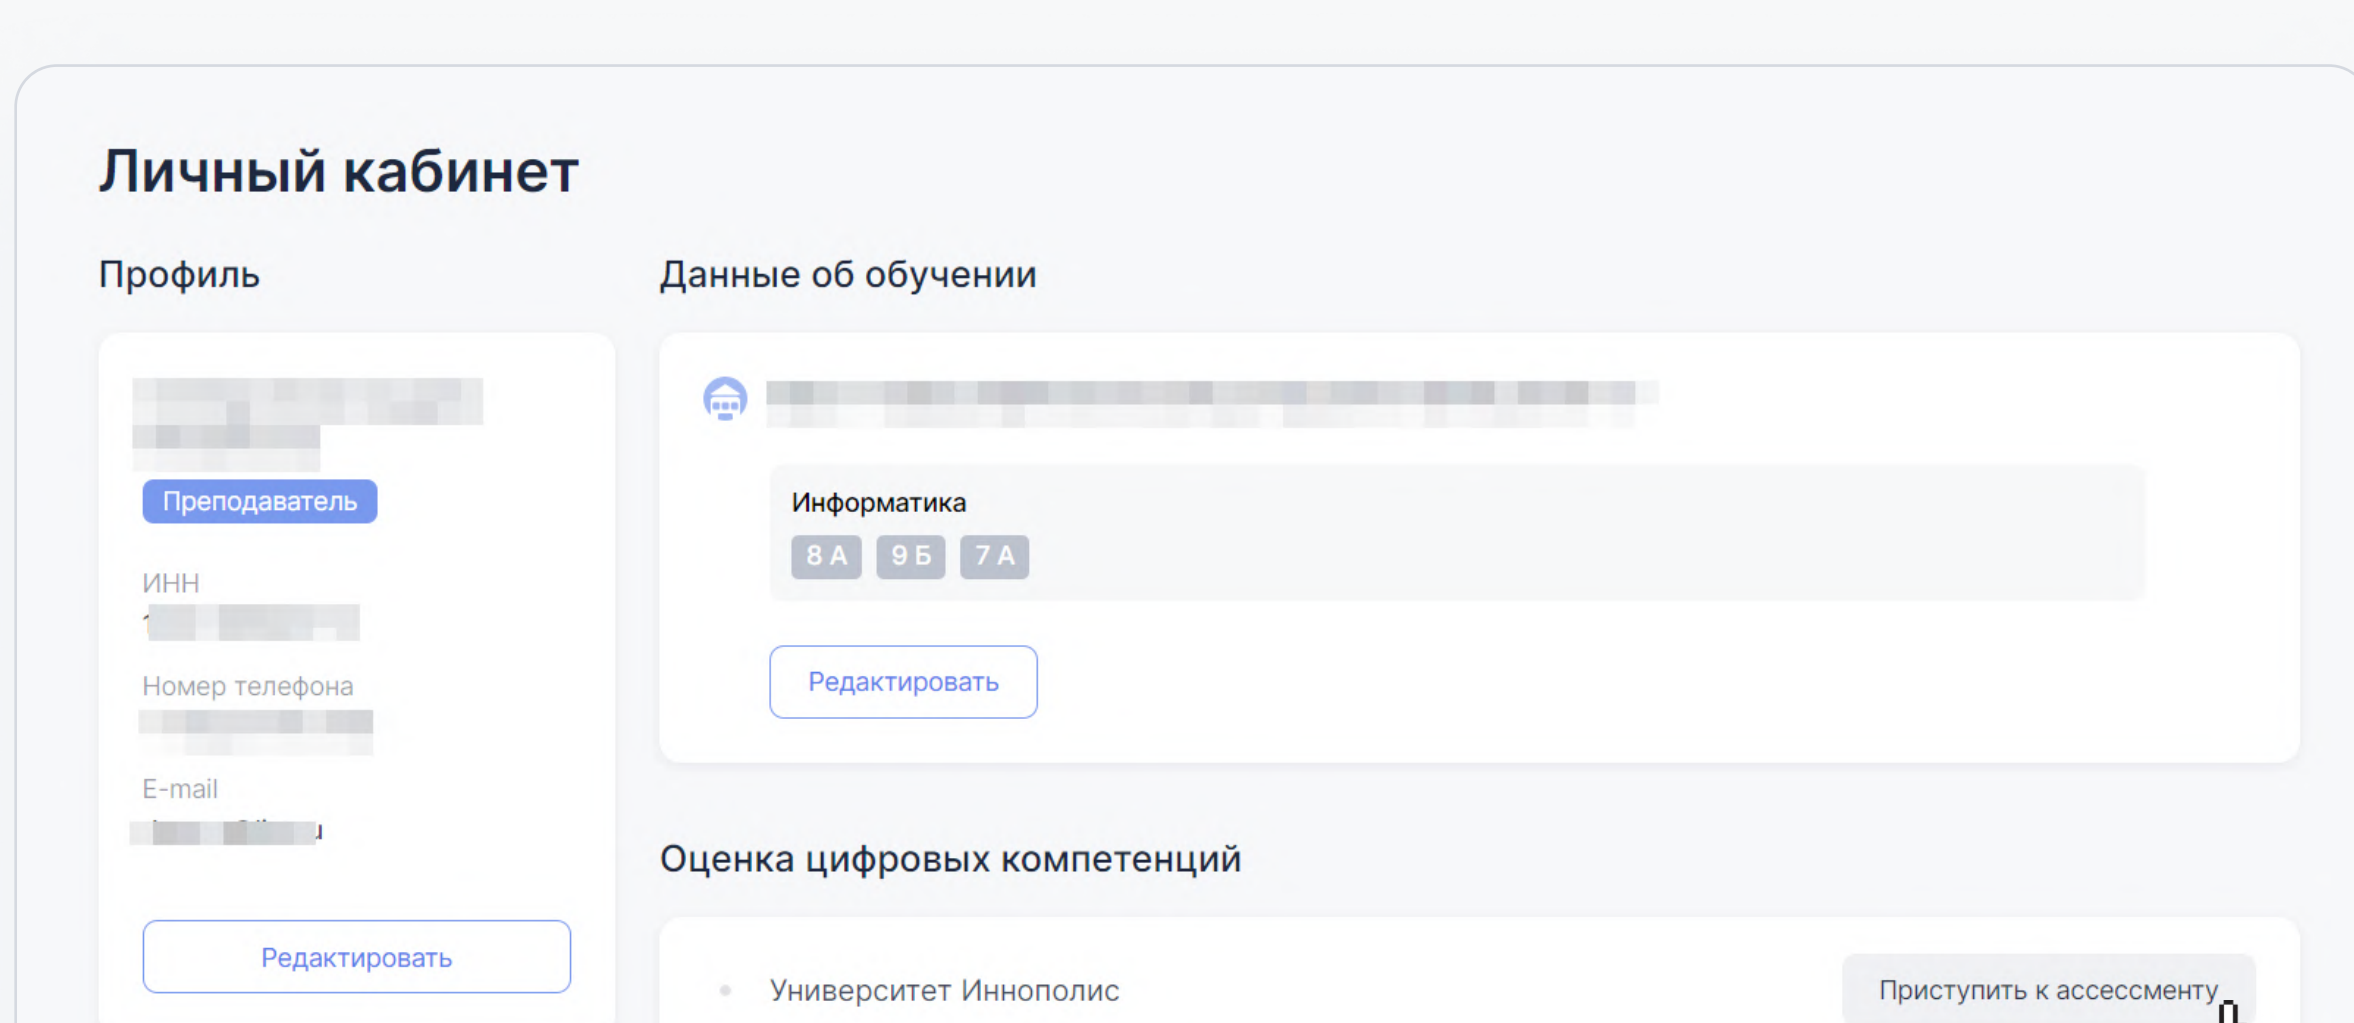 Личный кабинет
Профиль
Преподаватель
ИНН
Номер телефона
E-mail
Редактировать
Данные об обучении
Информатика
8 А 9 Б 7 А
Редактировать
Оценка цифровых компетенций
Университет Иннополис
Приступить к ассессменту